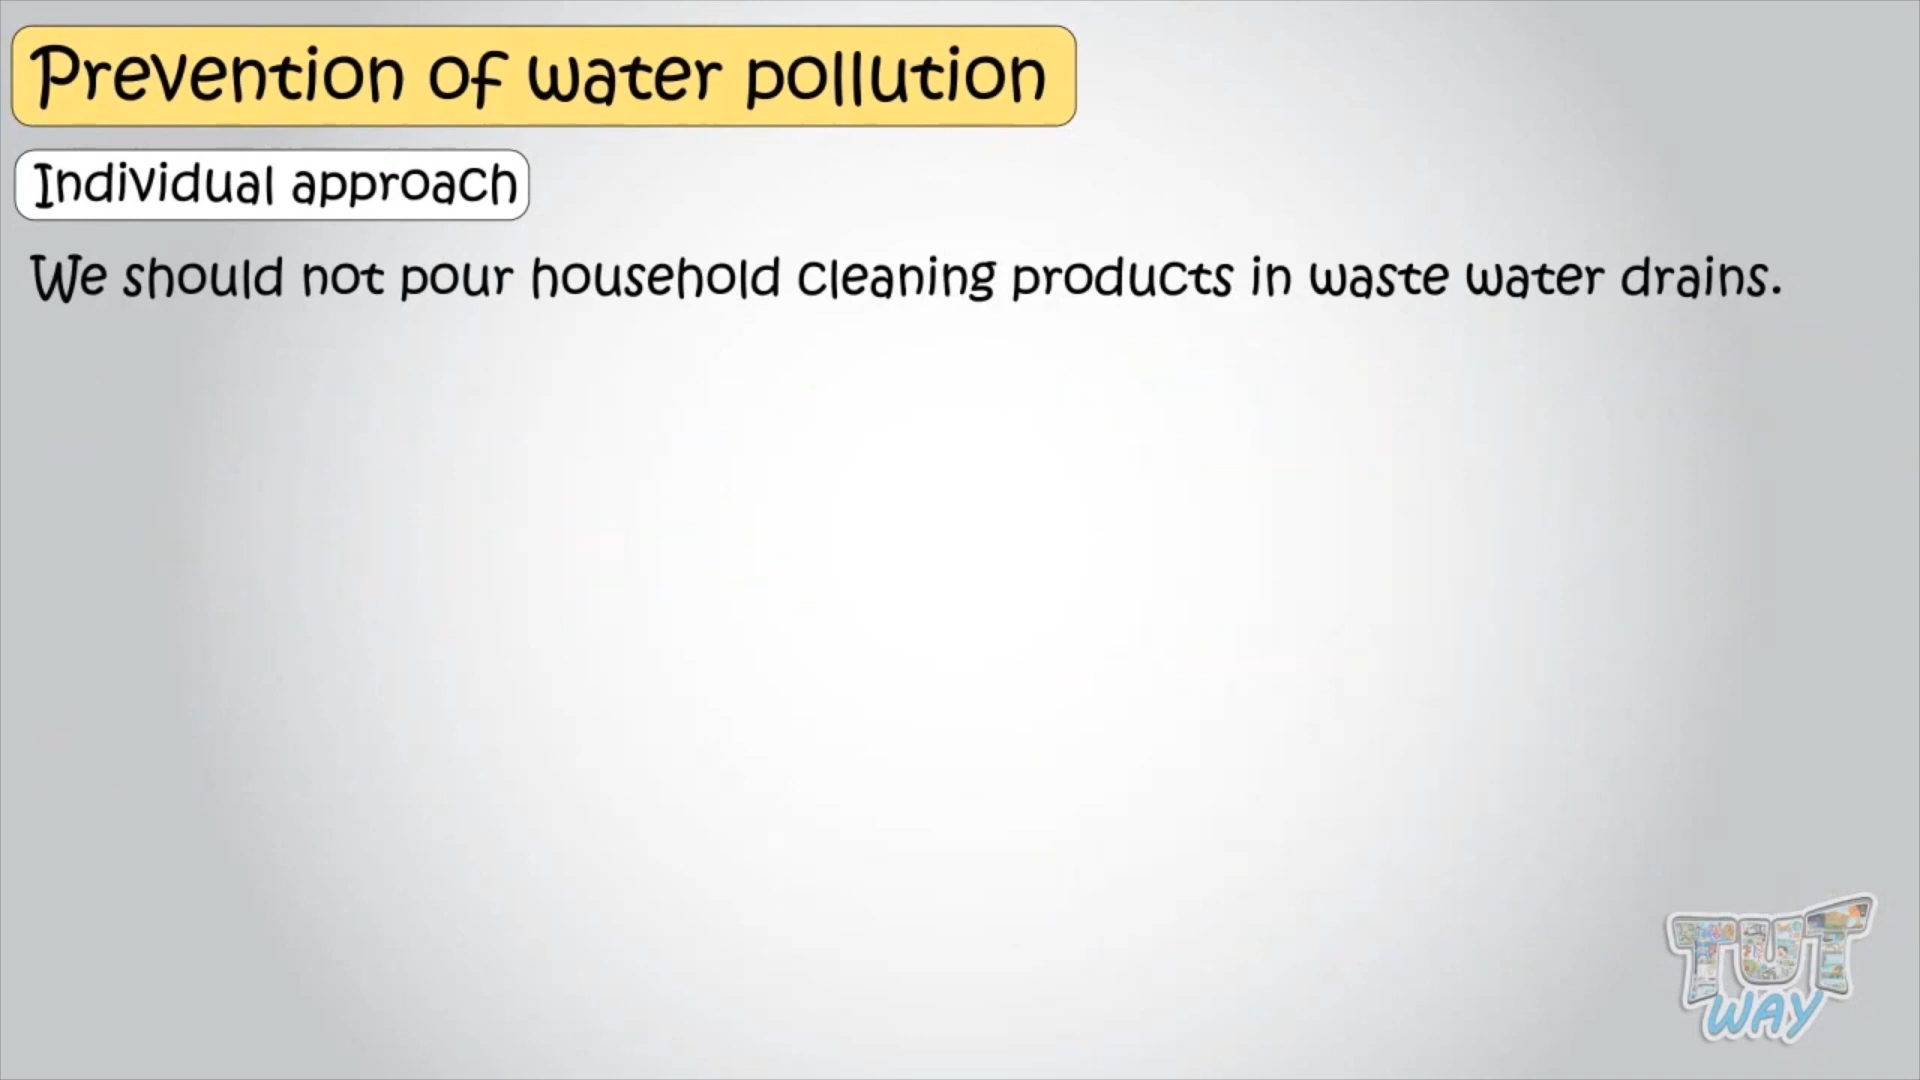 Prevention of water pollution
Individual approach
We should not pour household cleaning products in waste water drains.
TUT
WAY